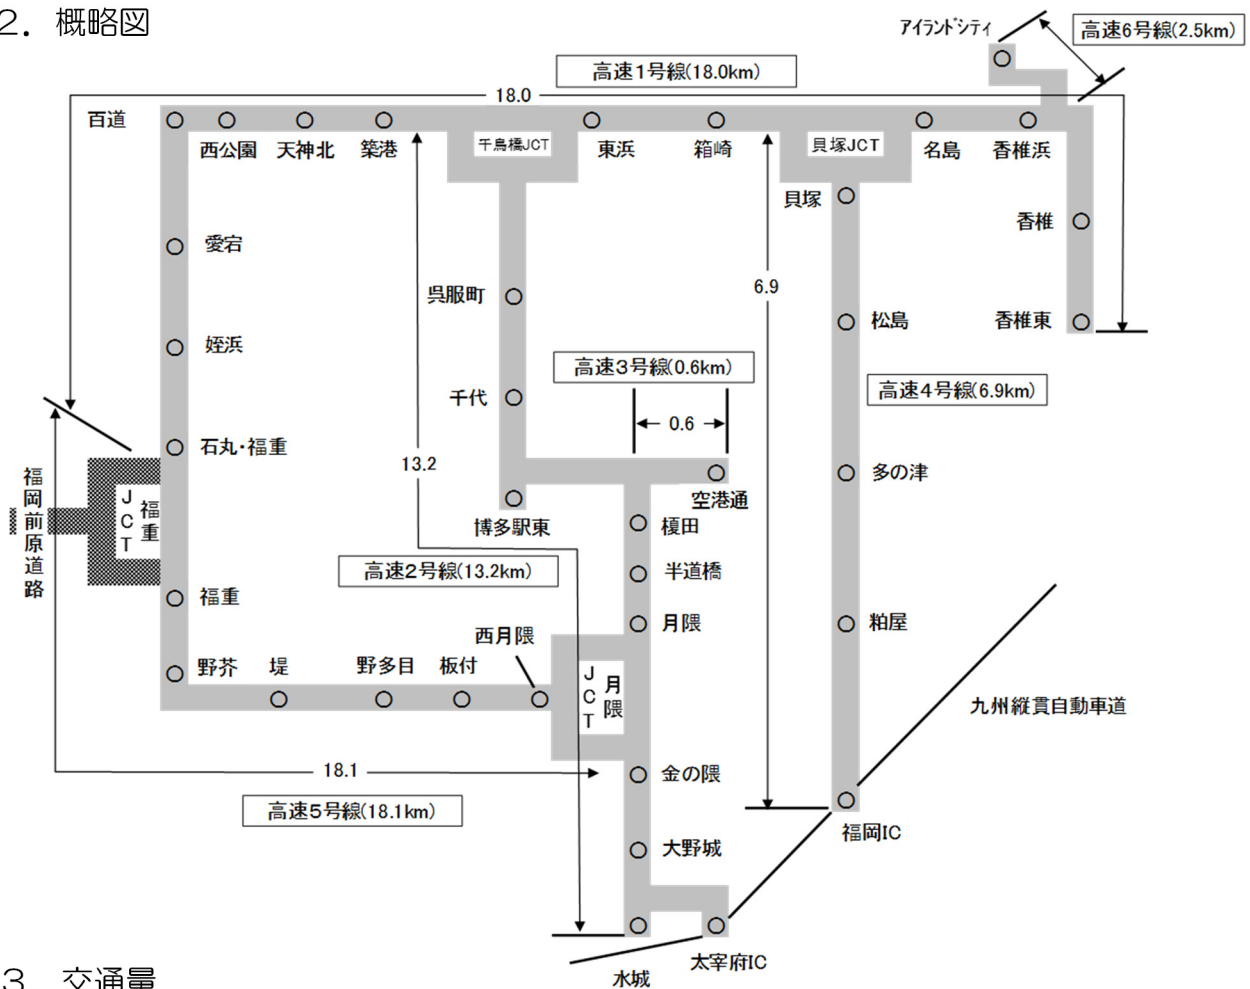 2．概略図
アイランドシティ
高速6号線(2.5km)
高速1号線(18.0km)
18.0
百道
西公園
天神北
築港
千鳥橋JCT
東浜
箱崎
貝塚JCT
名島
香椎浜
貝塚
愛宕
香椎
6.9
呉服町
姪浜
松島
香椎東
高速3号線(0.6km)
千代
高速4号線(6.9km)
0.6
石丸・福重
13.2
福岡前原道路
福重JCT
多の津
空港通
博多駅東
榎田
高速2号線(13.2km)
半道橋
福重
月隈
粕屋
西月隈
野芥
堤
野多目
板付
月隈JCT
九州縦貫自動車道
18.1
金の隈
高速5号線(18.1km)
福岡IC
大野城
太宰府IC
水城
3　交通量